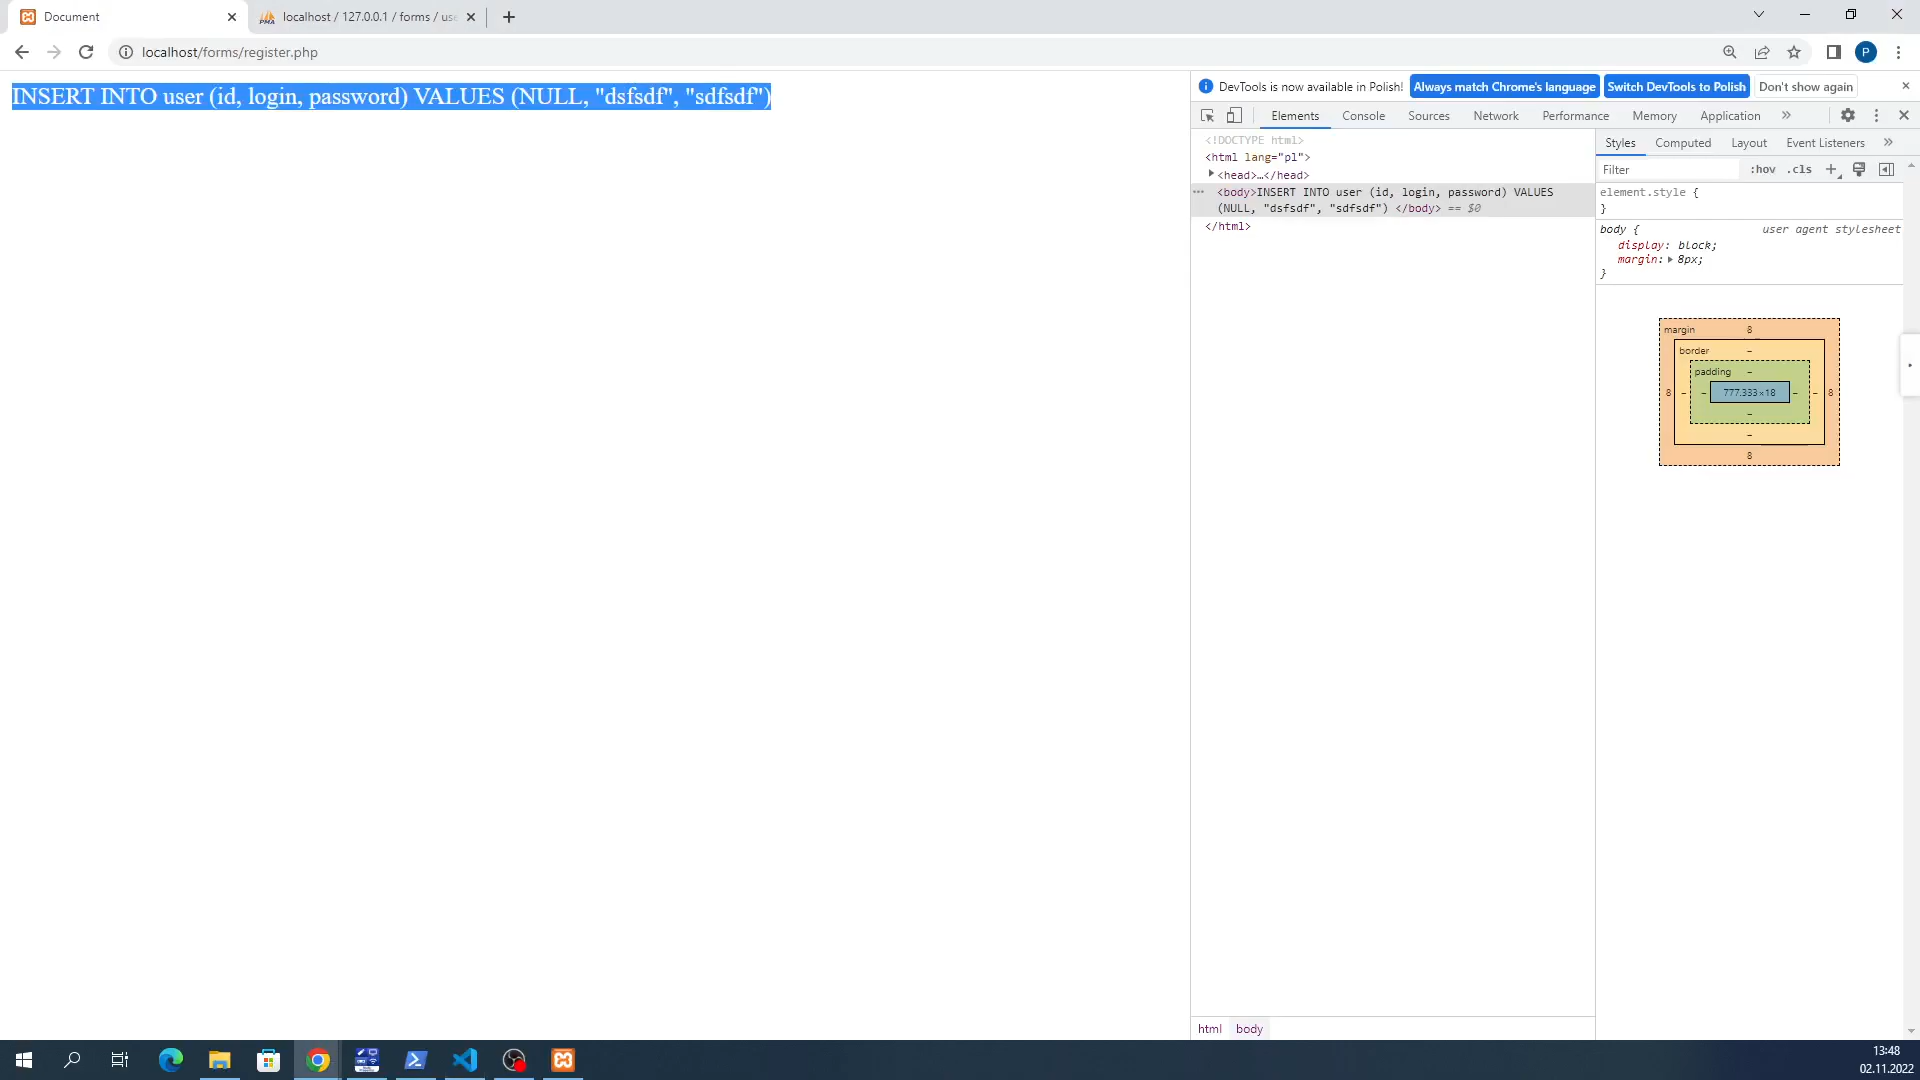 Document
localhost / 127.0.0.1 / forms / use
localhost/forms/register.php
P
INSERT INTO user (id, login, password) VALUES (NULL, "dsfsdf", "sdfsdf")
DevTools is now available in Polish!
Always match Chrome's language
Switch DevTools to Polish
Don't show again
Elements
Console
Sources
Network
Performance
Memory
Application
<!DOCTYPE html>
<html lang="pl">
<head>…</head>
<body>INSERT INTO user (id, login, password) VALUES
(NULL, "dsfsdf", "sdfsdf") </body> == $0
</html>
Styles
Computed
Layout
Event Listeners
Filter
:hov
.cls
element.style {
}
body {
user agent stylesheet
display: block;
margin: 8px;
}
margin
8
border
–
padding
–
8
–
–
777.333×18
–
–
8
–
–
8
html
body
13:48
02.11.2022